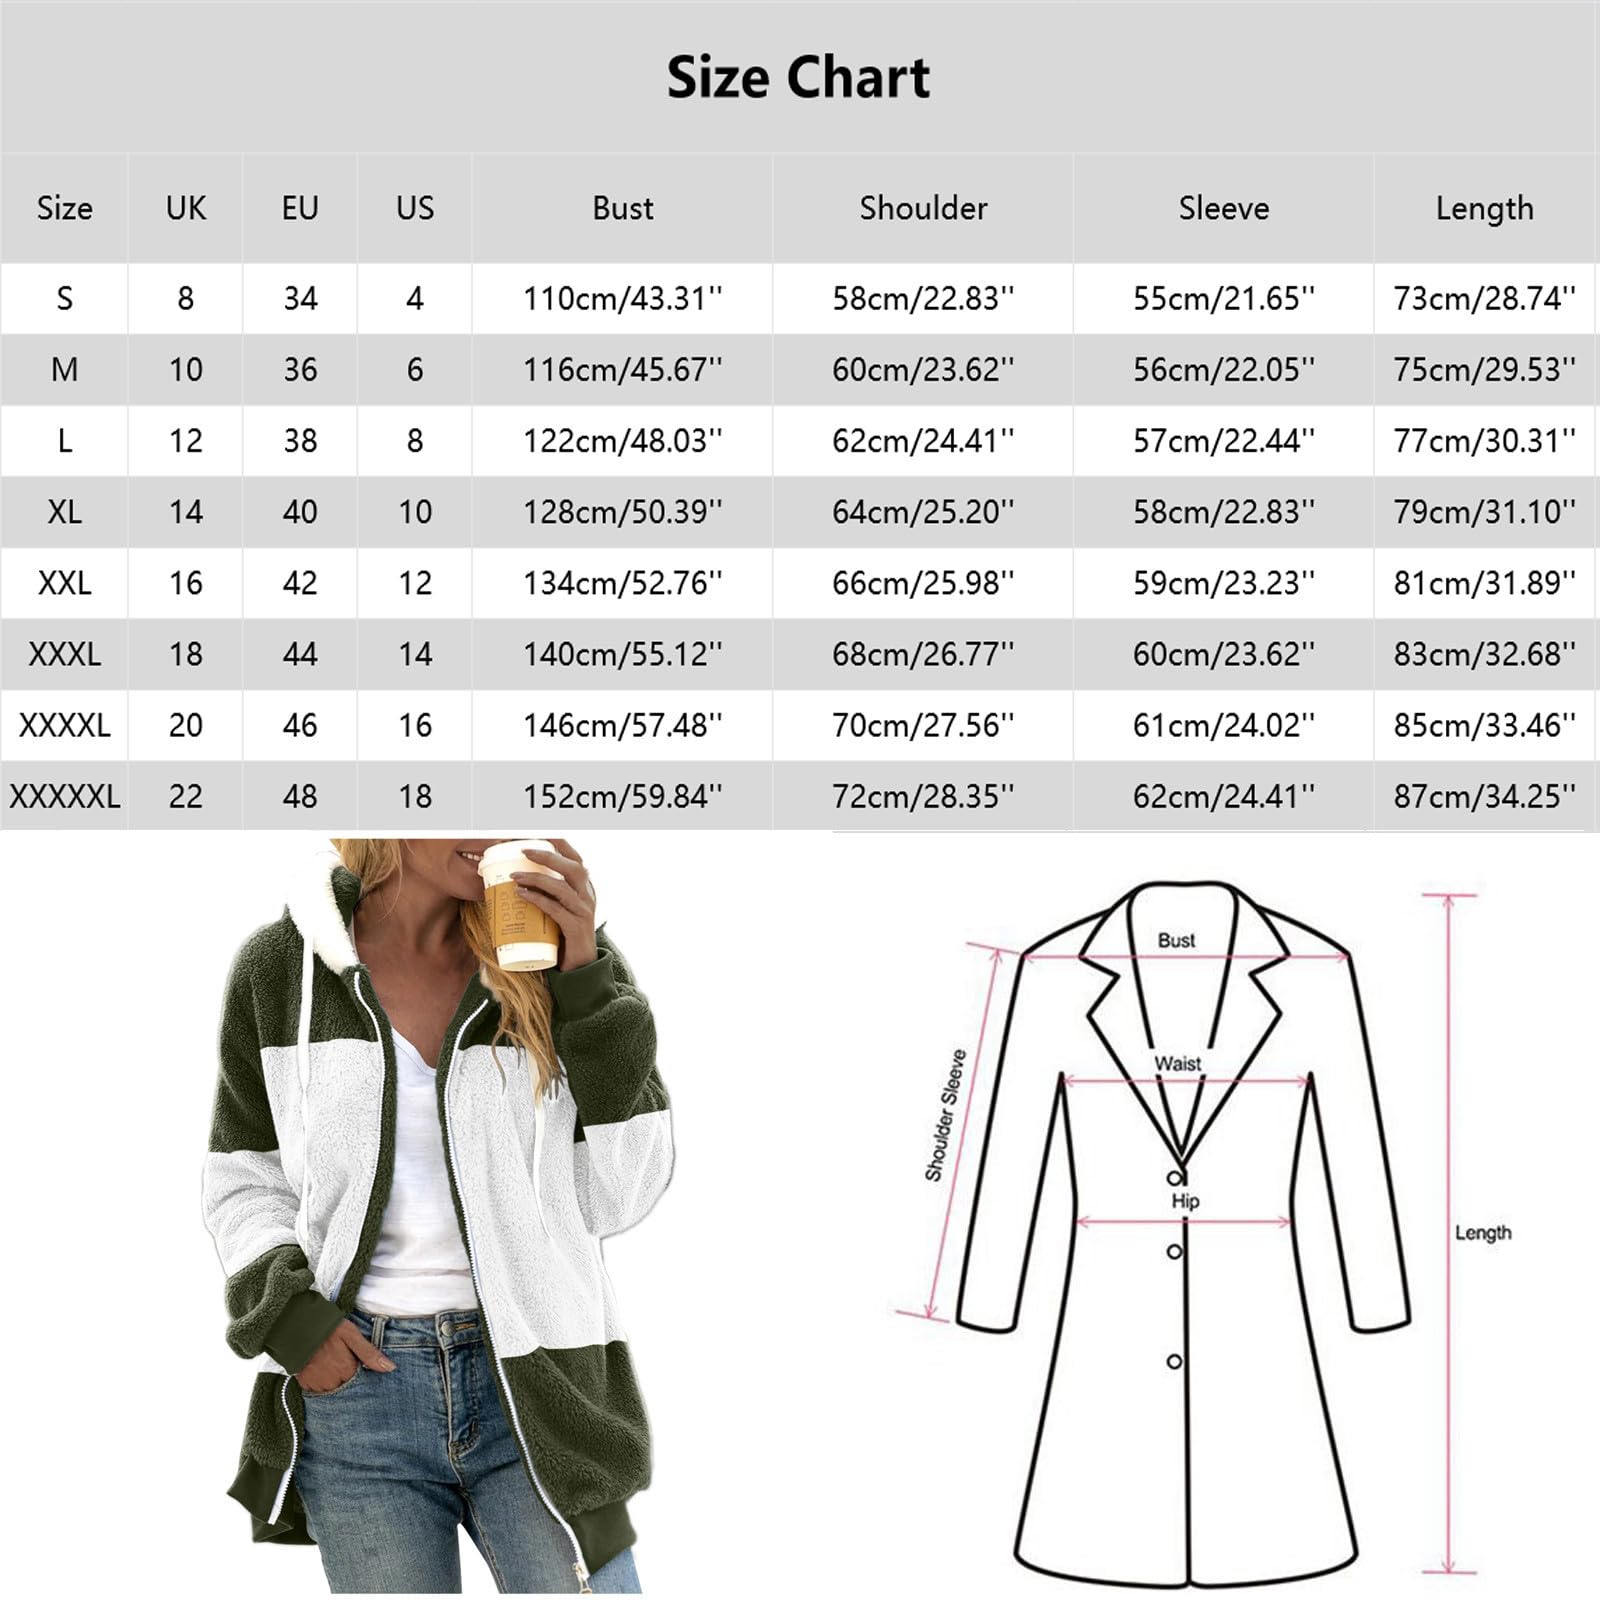 Size Chart
Size UK EU US Bust Shoulder Sleeve Length
S 8 34 4 110cm/43.31'' 58cm/22.83'' 55cm/21.65'' 73cm/28.74''
M 10 36 6 116cm/45.67'' 60cm/23.62'' 56cm/22.05'' 75cm/29.53''
L 12 38 8 122cm/48.03'' 62cm/24.41'' 57cm/22.44'' 77cm/30.31''
XL 14 40 10 128cm/50.39'' 64cm/25.20'' 58cm/22.83'' 79cm/31.10''
XXL 16 42 12 134cm/52.76'' 66cm/25.98'' 59cm/23.23'' 81cm/31.89''
XXXL 18 44 14 140cm/55.12'' 68cm/26.77'' 60cm/23.62'' 83cm/32.68''
XXXXL 20 46 16 146cm/57.48'' 70cm/27.56'' 61cm/24.02'' 85cm/33.46''
XXXXXL 22 48 18 152cm/59.84'' 72cm/28.35'' 62cm/24.41'' 87cm/34.25''
Bust
Waist
Shoulder Sleeve
Hip
Length